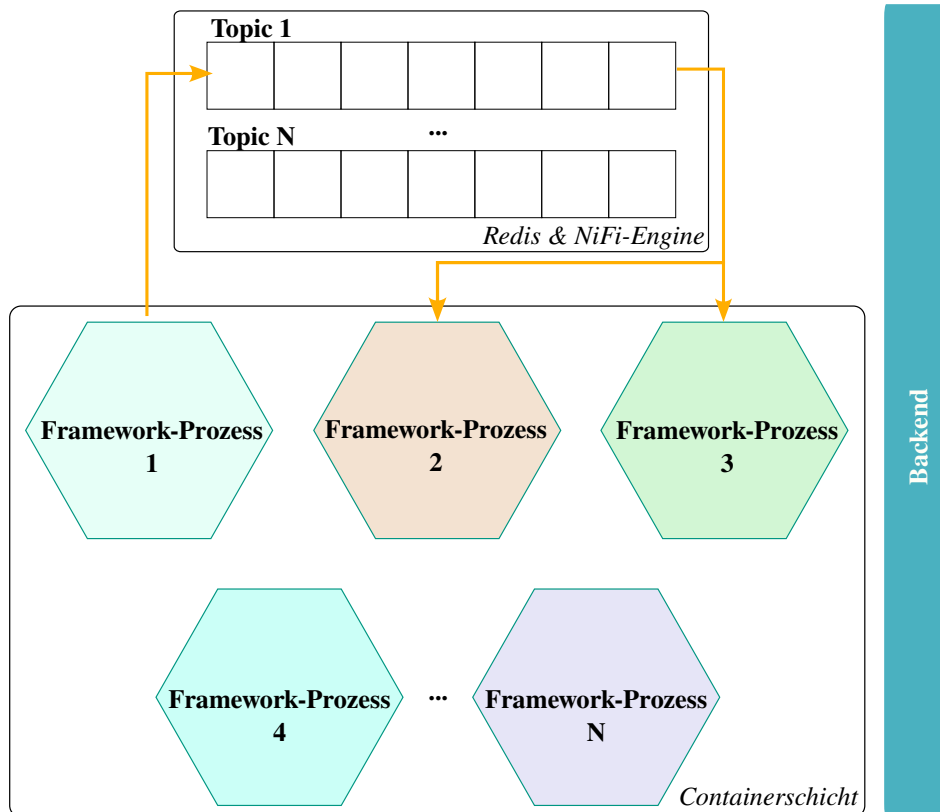 Topic 1
...
Topic N
Redis & NiFi-Engine
Framework-Prozess
1
Framework-Prozess
2
Framework-Prozess
3
Framework-Prozess
4
...
Framework-Prozess
N
Containerschicht
Backend